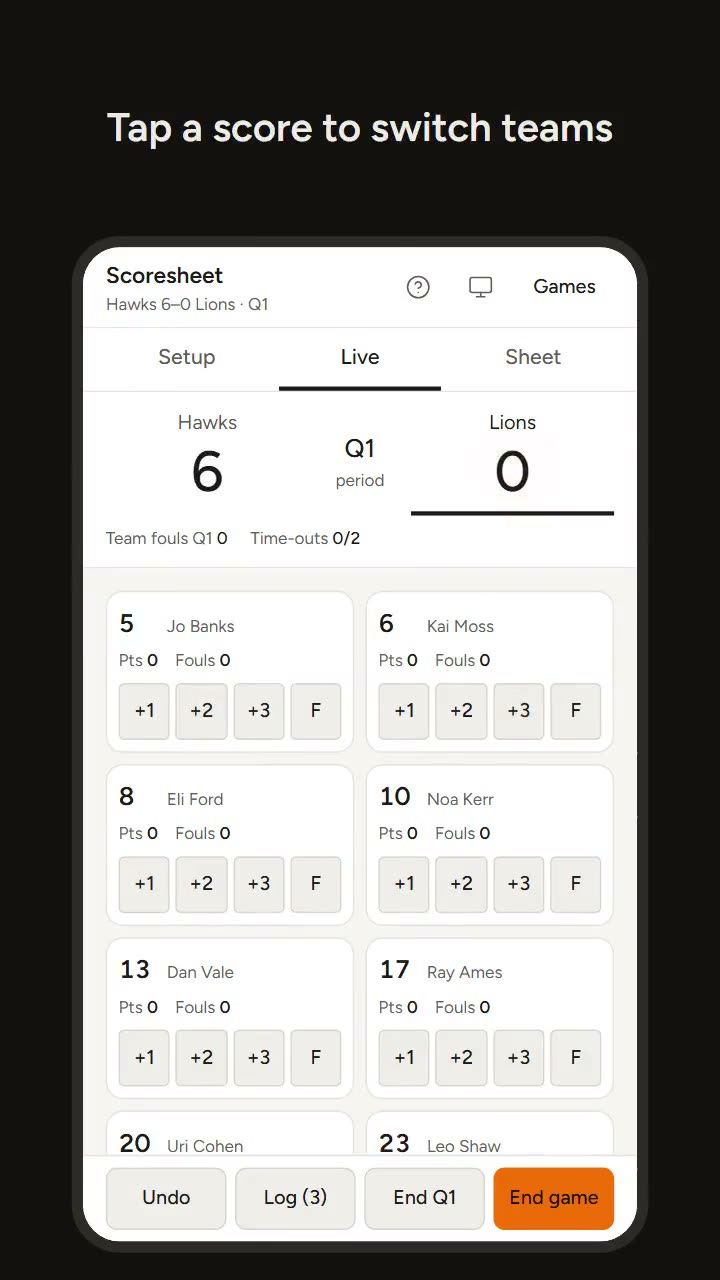 Tap a score to switch teams
Scoresheet
Hawks 6–0 Lions · Q1
Games
Setup Live Sheet
Hawks Q1 Lions
6 period 0
Team fouls Q1 0 Time-outs 0/2
5 Jo Banks
Pts 0 Fouls 0
+1 +2 +3 F
6 Kai Moss
Pts 0 Fouls 0
+1 +2 +3 F
8 Eli Ford
Pts 0 Fouls 0
+1 +2 +3 F
10 Noa Kerr
Pts 0 Fouls 0
+1 +2 +3 F
13 Dan Vale
Pts 0 Fouls 0
+1 +2 +3 F
17 Ray Ames
Pts 0 Fouls 0
+1 +2 +3 F
20 Uri Cohen
23 Leo Shaw
Undo Log (3) End Q1 End game